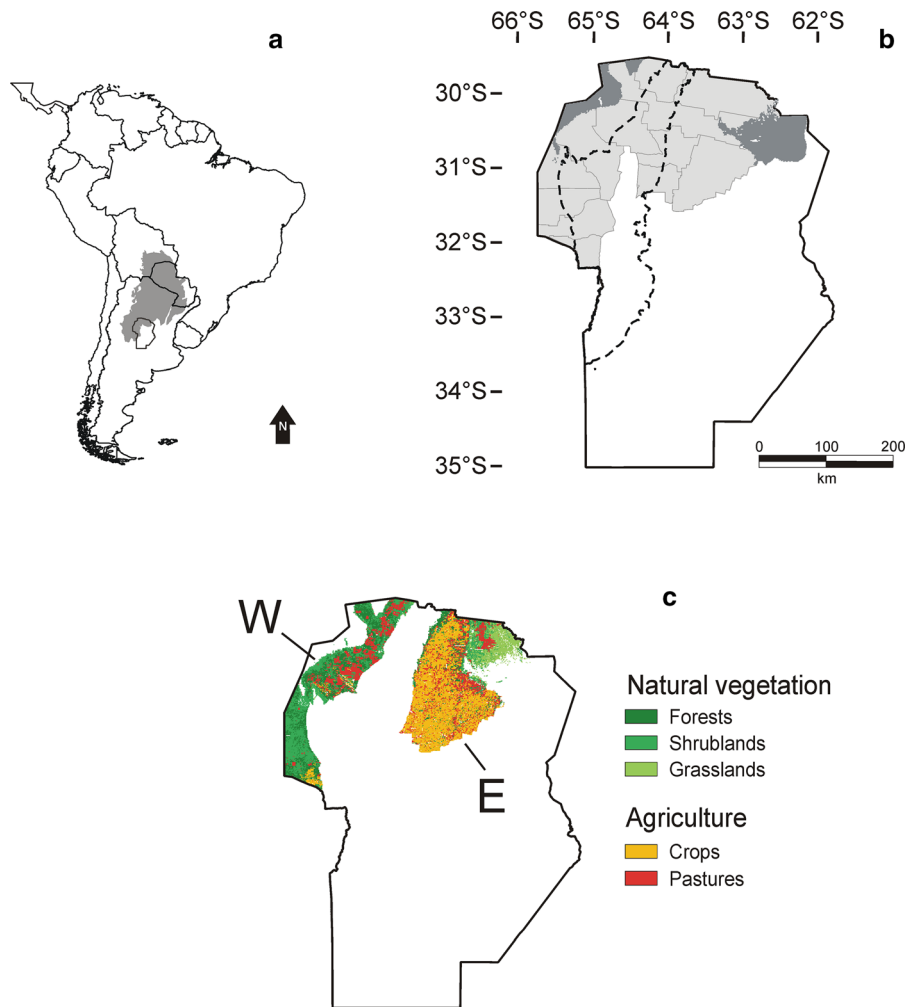 66°S 65°S 64°S 63°S 62°S
a
b
30°S
31°S
32°S
33°S
34°S
35°S
N
0 100 200
km
c
W
E
Natural vegetation
Forests
Shrublands
Grasslands
Agriculture
Crops
Pastures